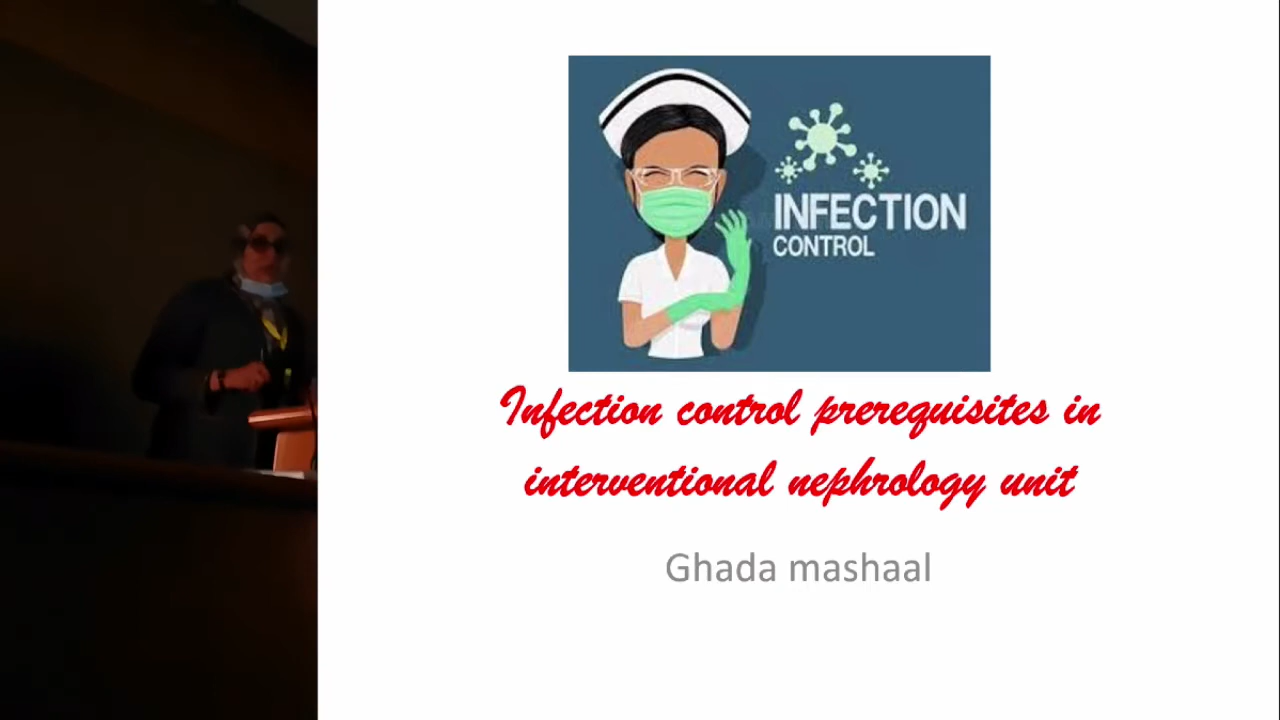 INFECTION
CONTROL
Infection control prerequisites in
interventional nephrology unit
Ghada mashaal